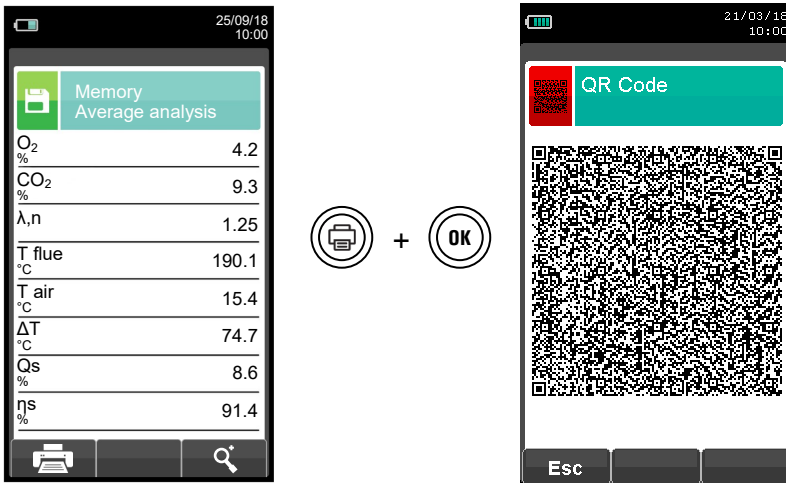 25/09/18
10:00
Memory
Average analysis
O₂
%
4.2
CO₂
%
9.3
λ,n
1.25
T flue
°C
190.1
T air
°C
15.4
ΔT
°C
74.7
Qs
%
8.6
ηs
%
91.4
+
OK
21/03/18
10:00
QR Code
Esc